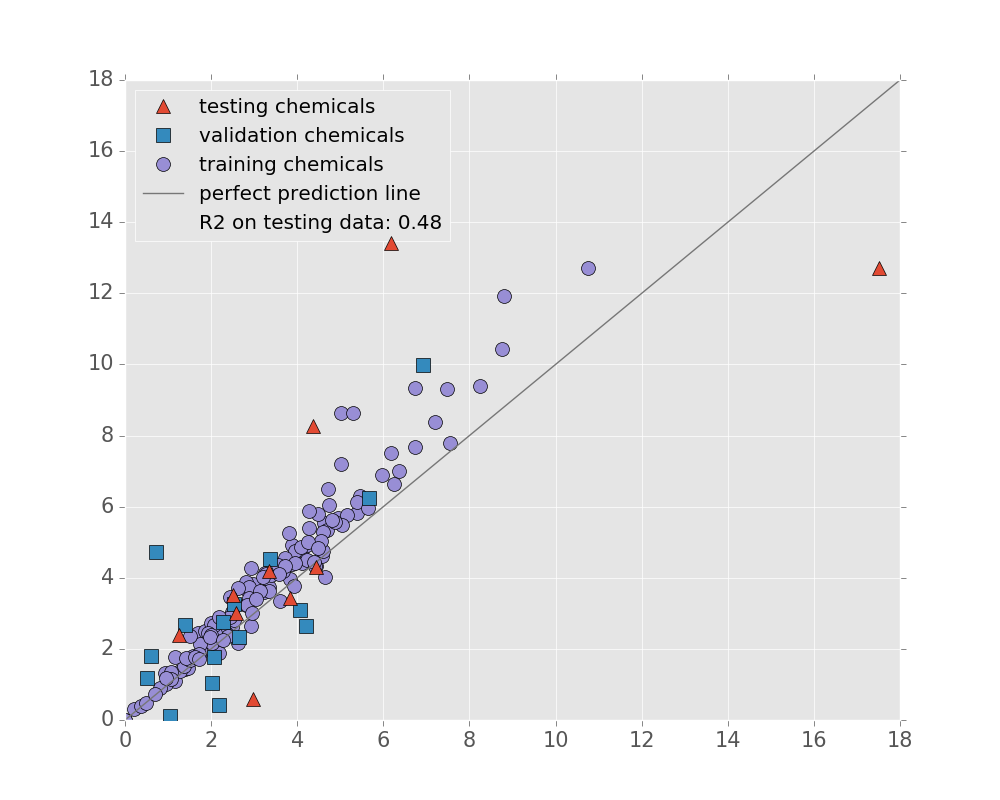 testing chemicals
validation chemicals
training chemicals
perfect prediction line
R2 on testing data: 0.48
18
16
14
12
10
8
6
4
2
0
0 2 4 6 8 10 12 14 16 18